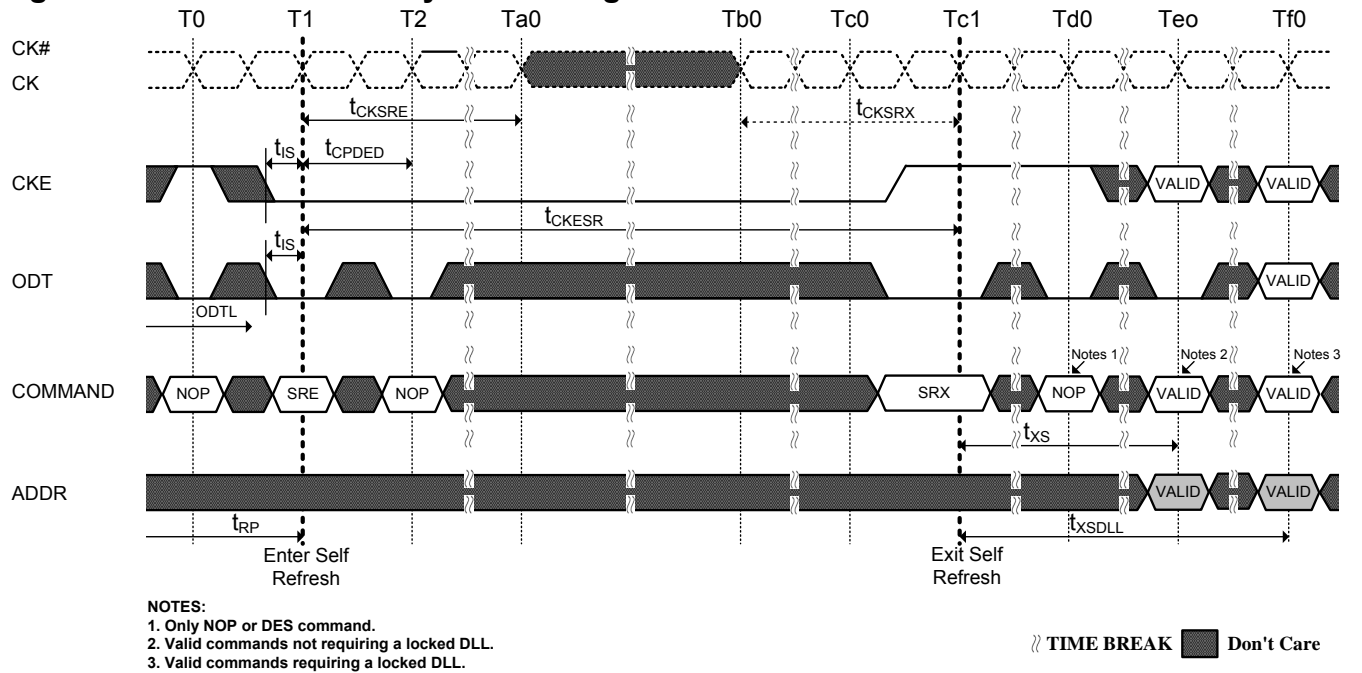 T0 T1 T2 Ta0 Tb0 Tc0 Tc1 Td0 Teo Tf0
CK#
CK
tCKSRE tCKSRX
tIS tCPDED
CKE VALID VALID
tCKESR
tIS
ODT VALID
ODTL
Notes 1 Notes 2 Notes 3
COMMAND NOP SRE NOP SRX NOP VALID VALID
tXS
ADDR VALID VALID
tRP tXSDLL
Enter Self Exit Self
Refresh Refresh
NOTES:
1. Only NOP or DES command.
2. Valid commands not requiring a locked DLL.
3. Valid commands requiring a locked DLL.
TIME BREAK Don't Care